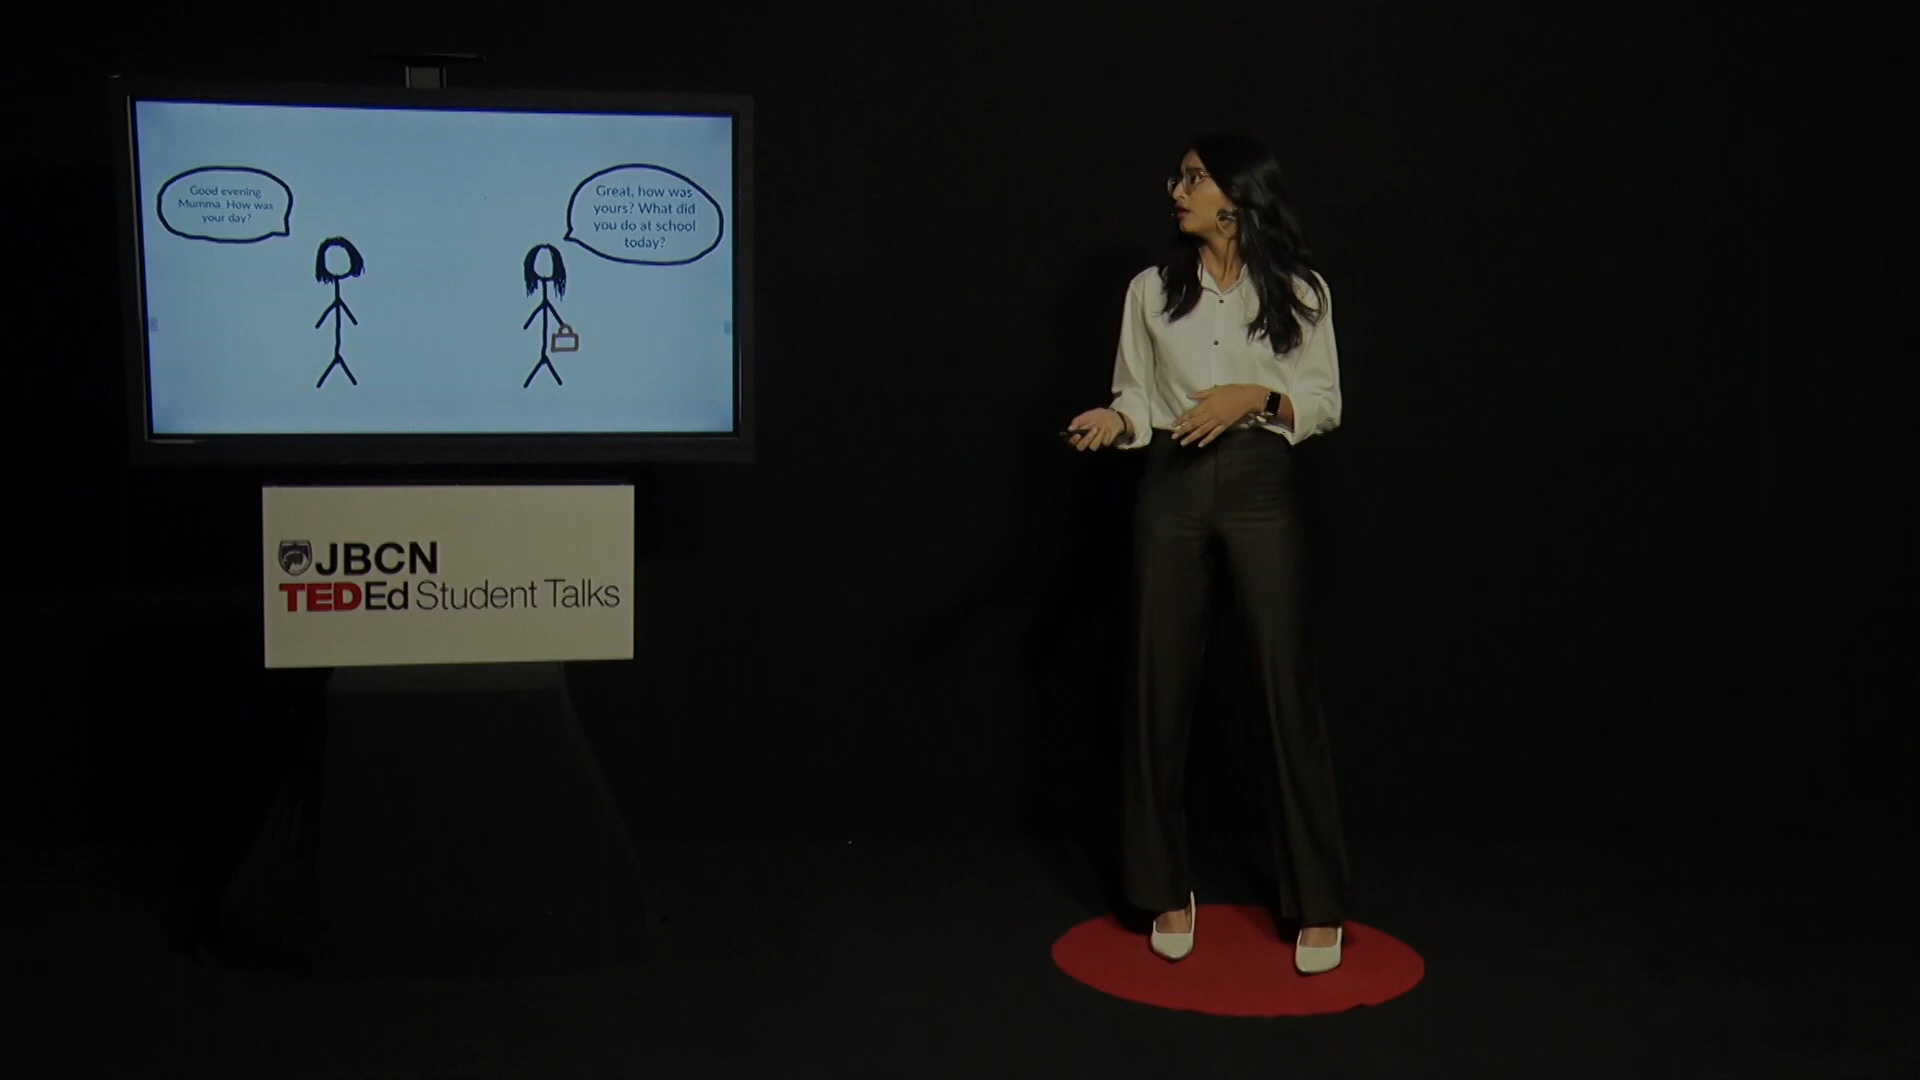 Good evening
Mumma. How was
your day?
Great, how was
yours? What did
you do at school
today?
JBCN
TEDEd Student Talks